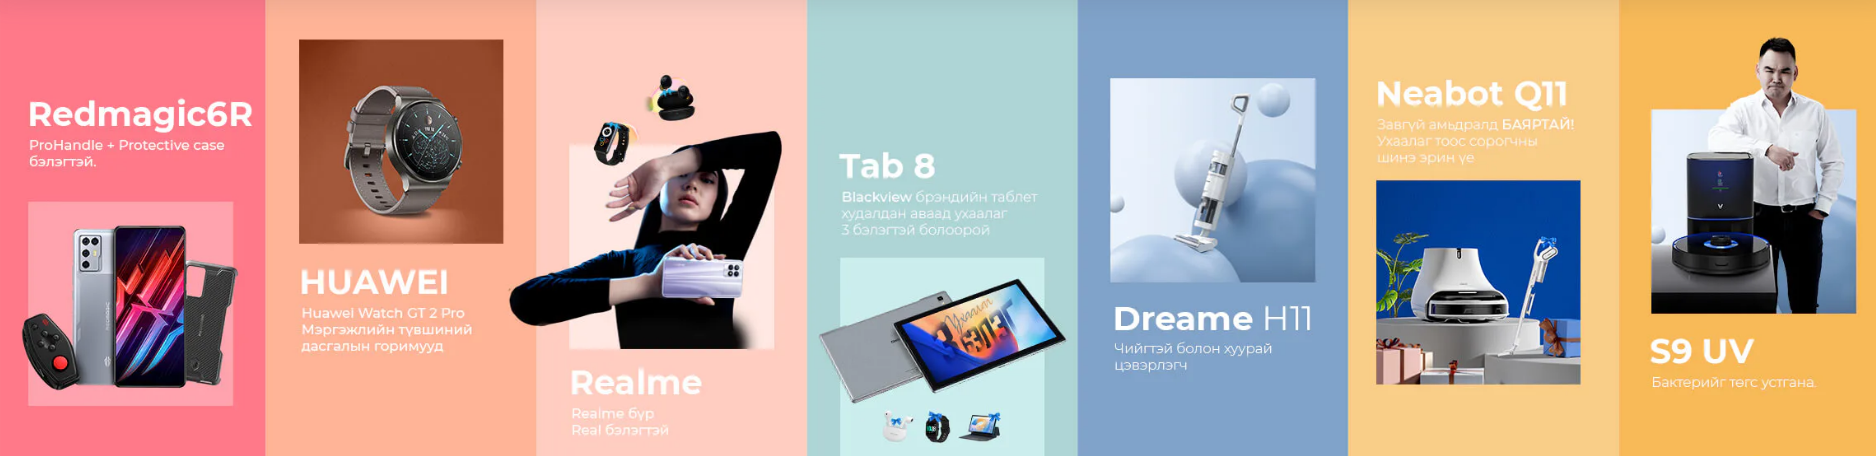 Redmagic6R
ProHandle + Protective case
бэлэгтэй.
HUAWEI
Huawei Watch GT 2 Pro
Мэргэжлийн түвшиний
дасгалын горимууд
Realme
Realme бүр
Real бэлэгтэй
Tab 8
Blackview брэндийн таблет
худалдан аваад ухаалаг
3 бэлэгтэй болоорой
Dreame H11
Чийгтэй болон хуурай
цэвэрлэгч
Neabot Q11
Завгүй амьдралд БАЯРТАЙ!
Ухаалаг тоос сорогчны
шинэ эрин үе
S9 UV
Бактерийг төгс устгана.